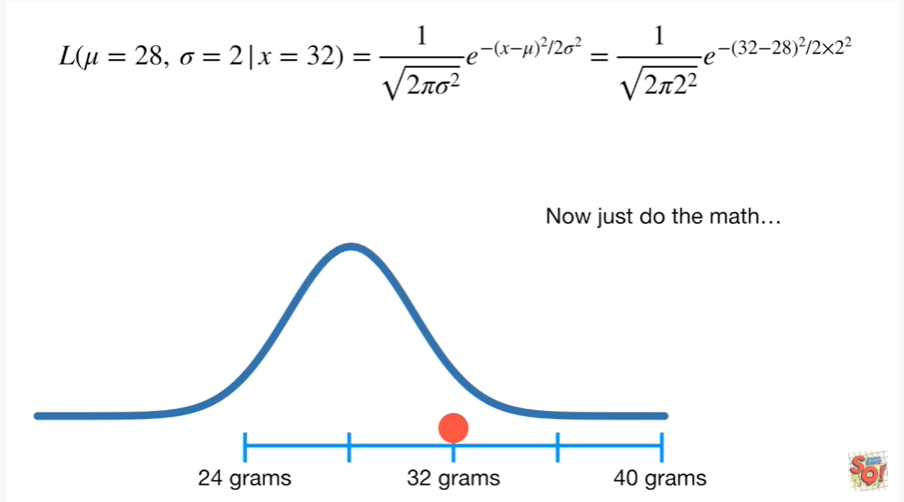 L(μ = 28, σ = 2 | x = 32) = 1/√(2πσ²) e^(−(x−μ)²/2σ²) = 1/√(2π2²) e^(−(32−28)²/2×2²)
Now just do the math…
24 grams 32 grams 40 grams
SQ!